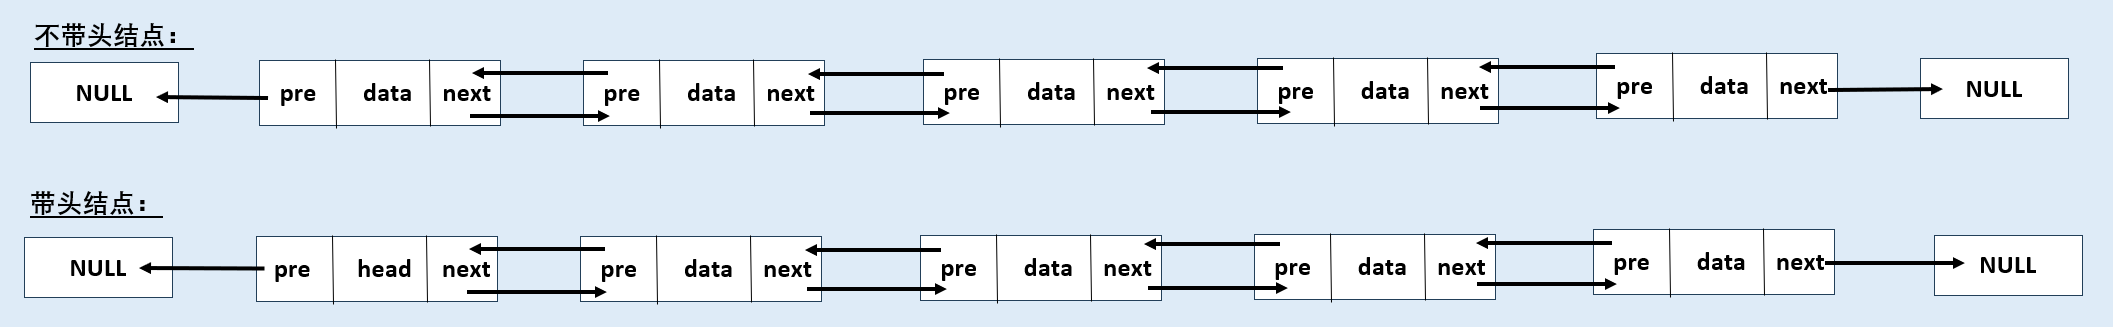 不带头结点：
NULL pre data next pre data next pre data next pre data next pre data next NULL
带头结点：
NULL pre head next pre data next pre data next pre data next pre data next NULL